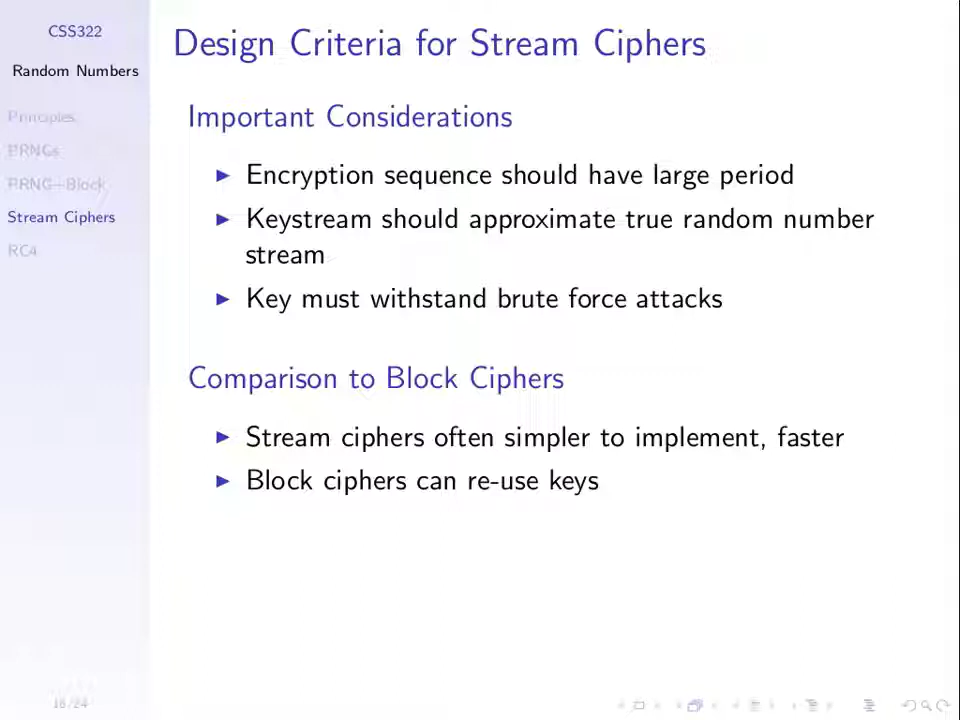 CSS322
Random Numbers
Principles
PRNGs
PRNG–Block
Stream Ciphers
RC4
Design Criteria for Stream Ciphers
Important Considerations
Encryption sequence should have large period
Keystream should approximate true random number
stream
Key must withstand brute force attacks
Comparison to Block Ciphers
Stream ciphers often simpler to implement, faster
Block ciphers can re-use keys